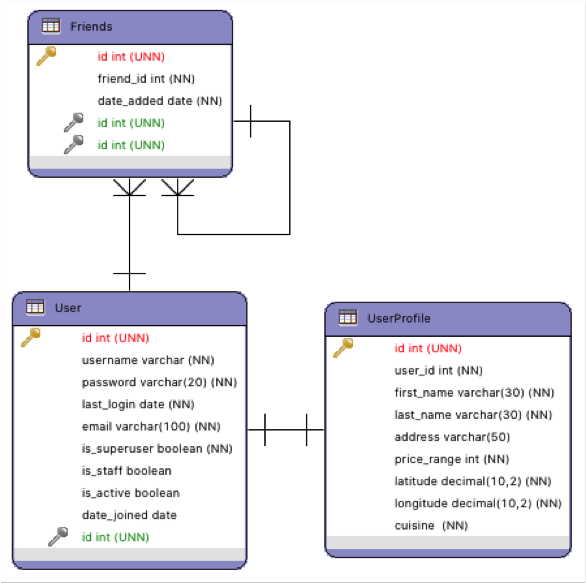 Friends
id int (UNN)
friend_id int (NN)
date_added date (NN)
id int (UNN)
id int (UNN)
User
id int (UNN)
username varchar (NN)
password varchar(20) (NN)
last_login date (NN)
email varchar(100) (NN)
is_superuser boolean (NN)
is_staff boolean
is_active boolean
date_joined date
id int (UNN)
UserProfile
id int (UNN)
user_id int (NN)
first_name varchar(30) (NN)
last_name varchar(30) (NN)
address varchar(50)
price_range int (NN)
latitude decimal(10,2) (NN)
longitude decimal(10,2) (NN)
cuisine  (NN)